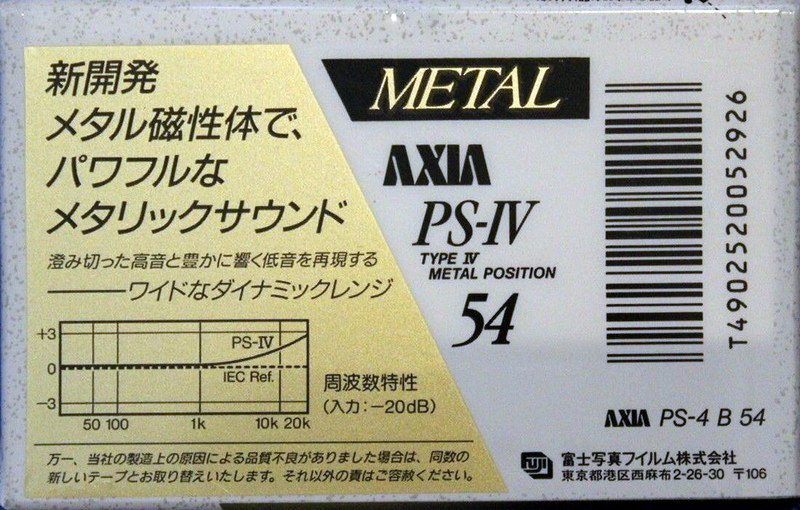 新開発
メタル磁性体で、
パワフルな
メタリックサウンド
澄み切った高音と豊かに響く低音を再現する
———ワイドなダイナミックレンジ
+3
0
−3
PS-IV
IEC Ref.
50 100 1k 10k 20k
周波数特性
(入力:−20dB)
万一、当社の製造上の原因による品質不良がありました場合は、同数の
新しいテープとお取り替えいたします。それ以外の責はご容赦ください。
METAL
AXIA
PS-IV
TYPE IV
METAL POSITION
54
T4902520052926
AXIA PS-4 B 54
FUJI
富士写真フイルム株式会社
東京都港区西麻布2-26-30 〒106